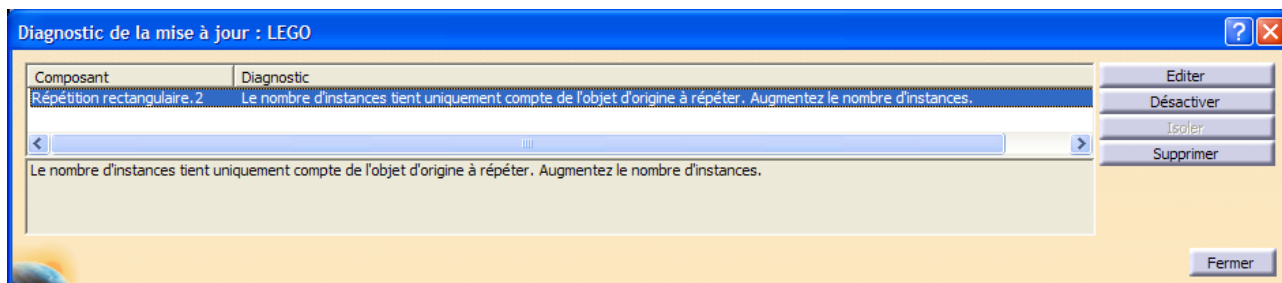 Diagnostic de la mise à jour : LEGO
Composant Diagnostic
Répétition rectangulaire.2 Le nombre d'instances tient uniquement compte de l'objet d'origine à répéter. Augmentez le nombre d'instances.
Le nombre d'instances tient uniquement compte de l'objet d'origine à répéter. Augmentez le nombre d'instances.
Editer
Désactiver
Isoler
Supprimer
Fermer